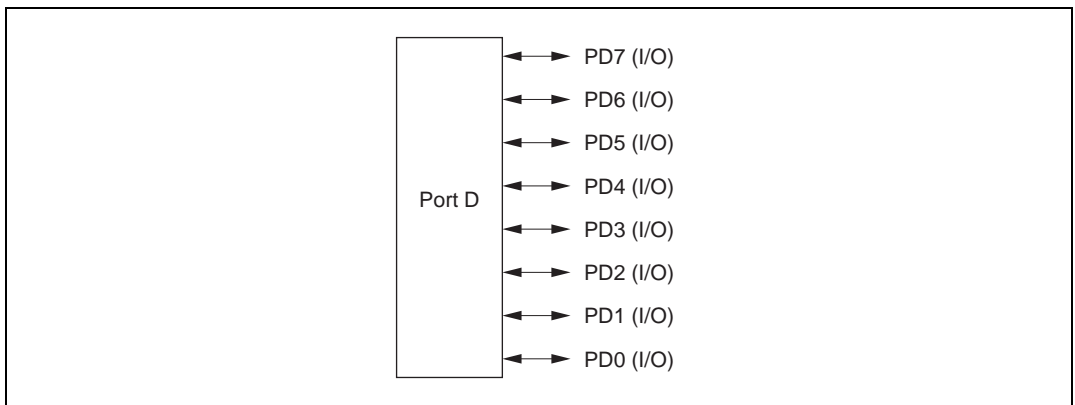 PD7 (I/O)
PD6 (I/O)
PD5 (I/O)
PD4 (I/O)
Port D
PD3 (I/O)
PD2 (I/O)
PD1 (I/O)
PD0 (I/O)